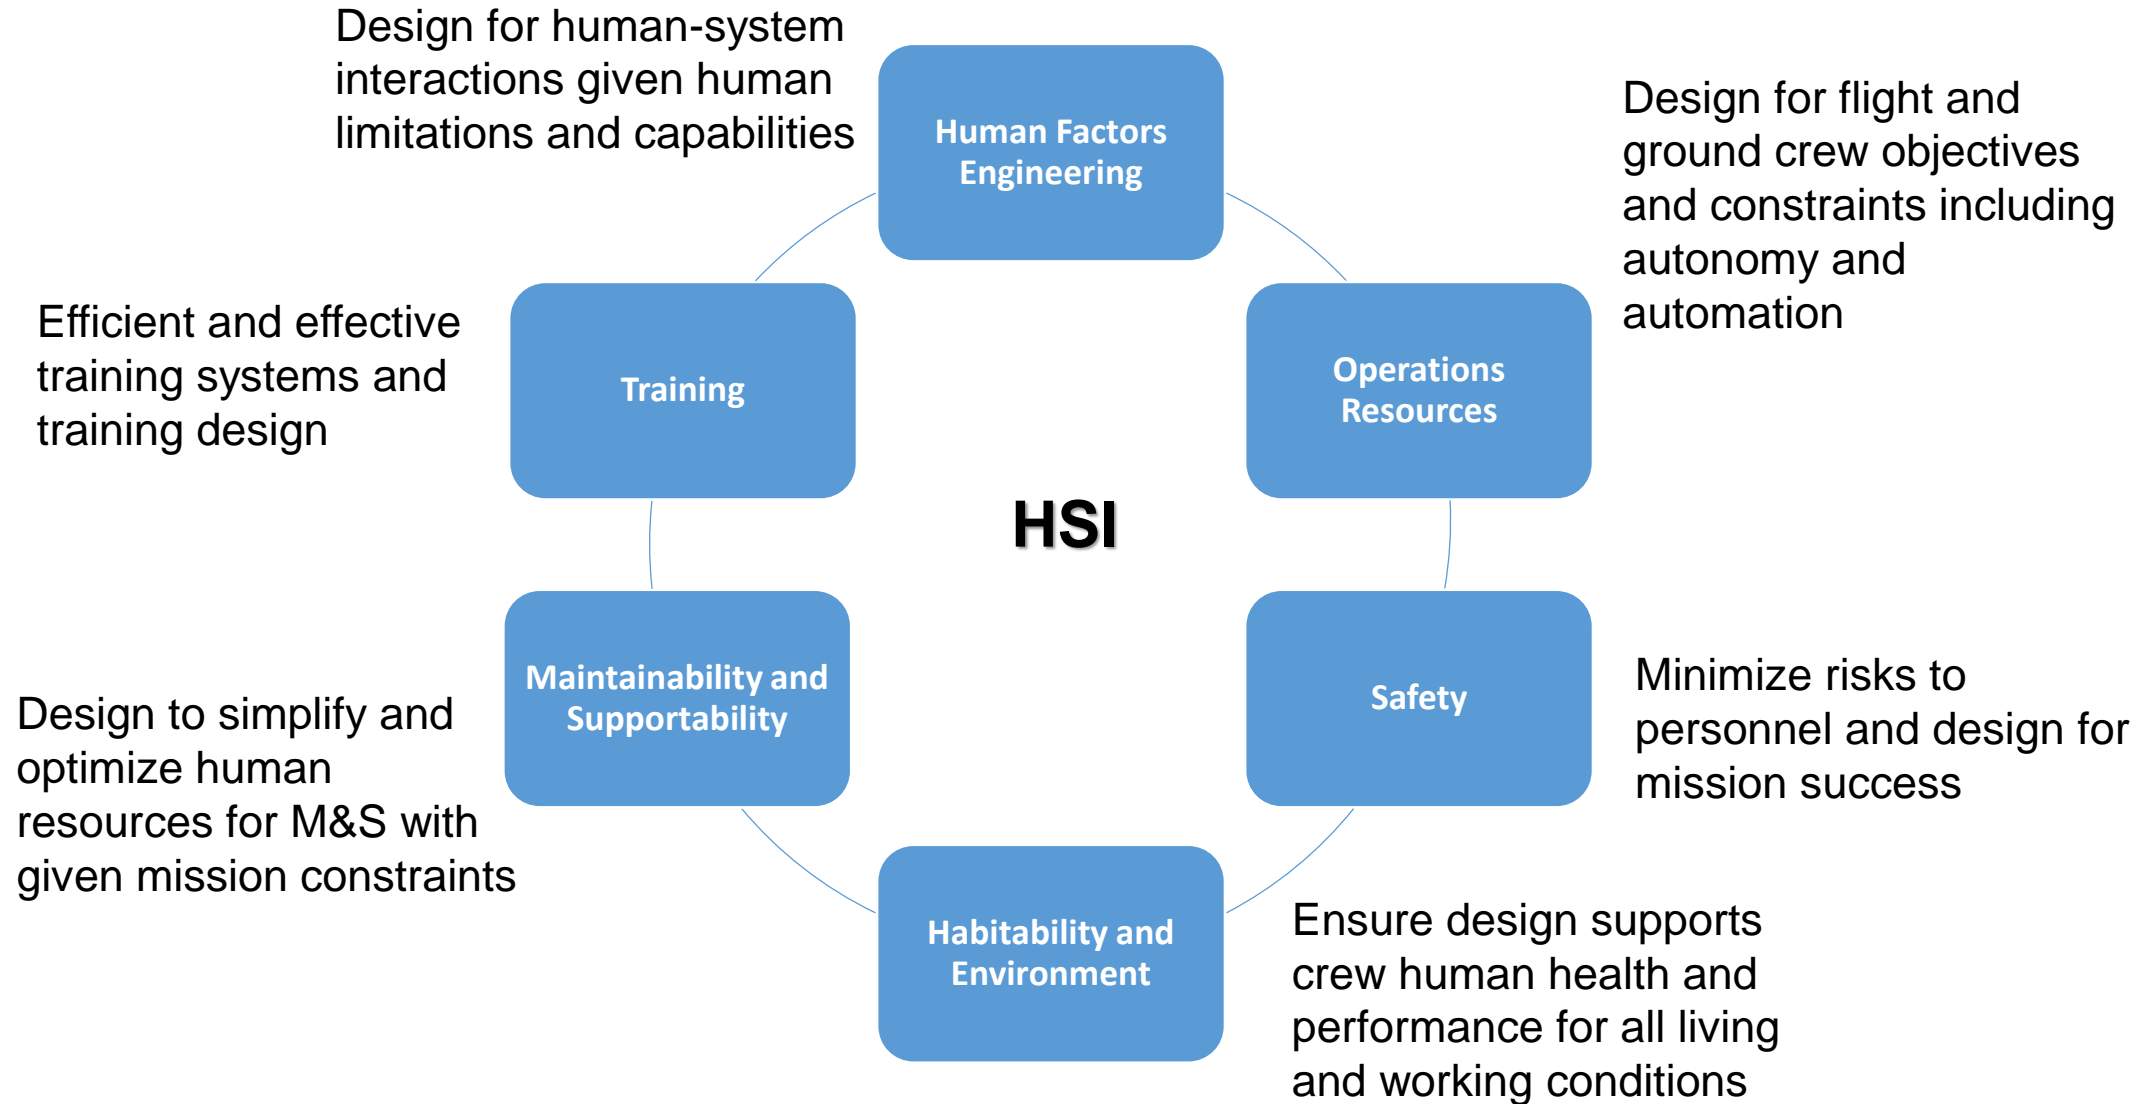 Design for human-system
interactions given human
limitations and capabilities
Human Factors
Engineering
Design for flight and
ground crew objectives
and constraints including
autonomy and
automation
Operations
Resources
Efficient and effective
training systems and
training design
Training
HSI
Maintainability and
Supportability
Design to simplify and
optimize human
resources for M&S with
given mission constraints
Safety
Minimize risks to
personnel and design for
mission success
Habitability and
Environment
Ensure design supports
crew human health and
performance for all living
and working conditions